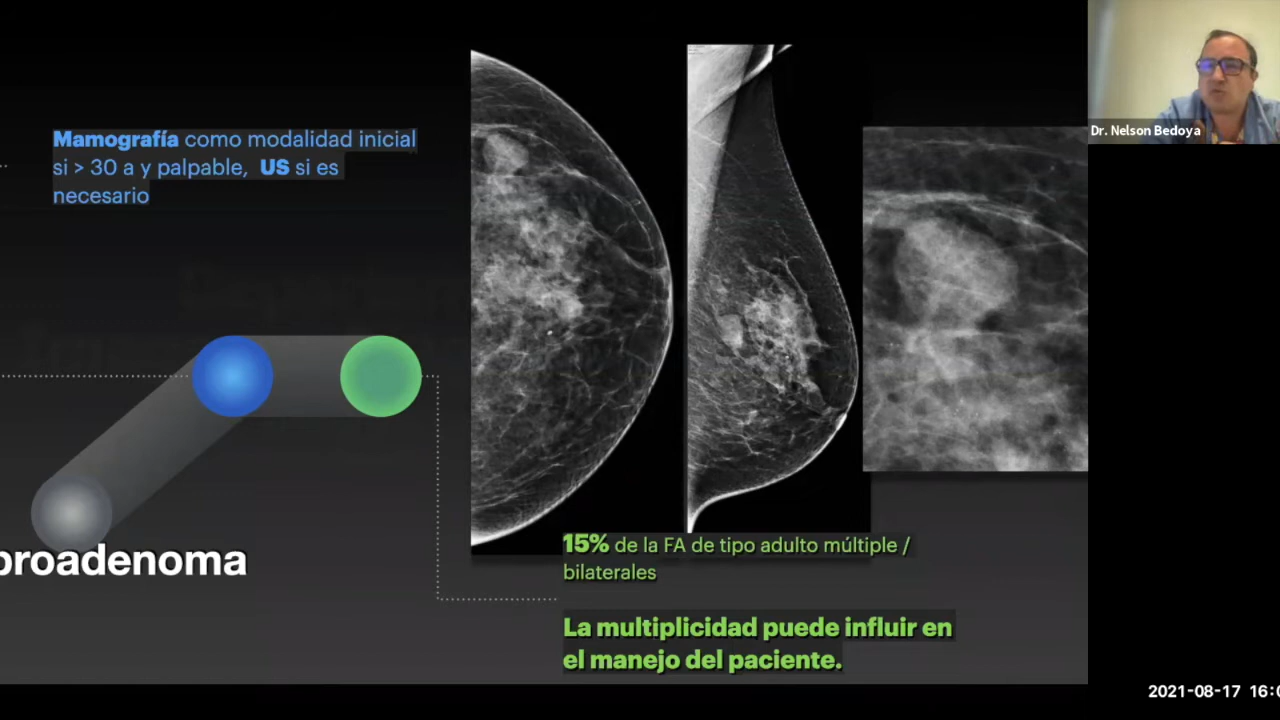 Mamografía como modalidad inicial
si > 30 a y palpable, US si es
necesario
Dr. Nelson Bedoya
broadenoma
15% de la FA de tipo adulto múltiple /
bilaterales
La multiplicidad puede influir en
el manejo del paciente.
2021-08-17 16:0